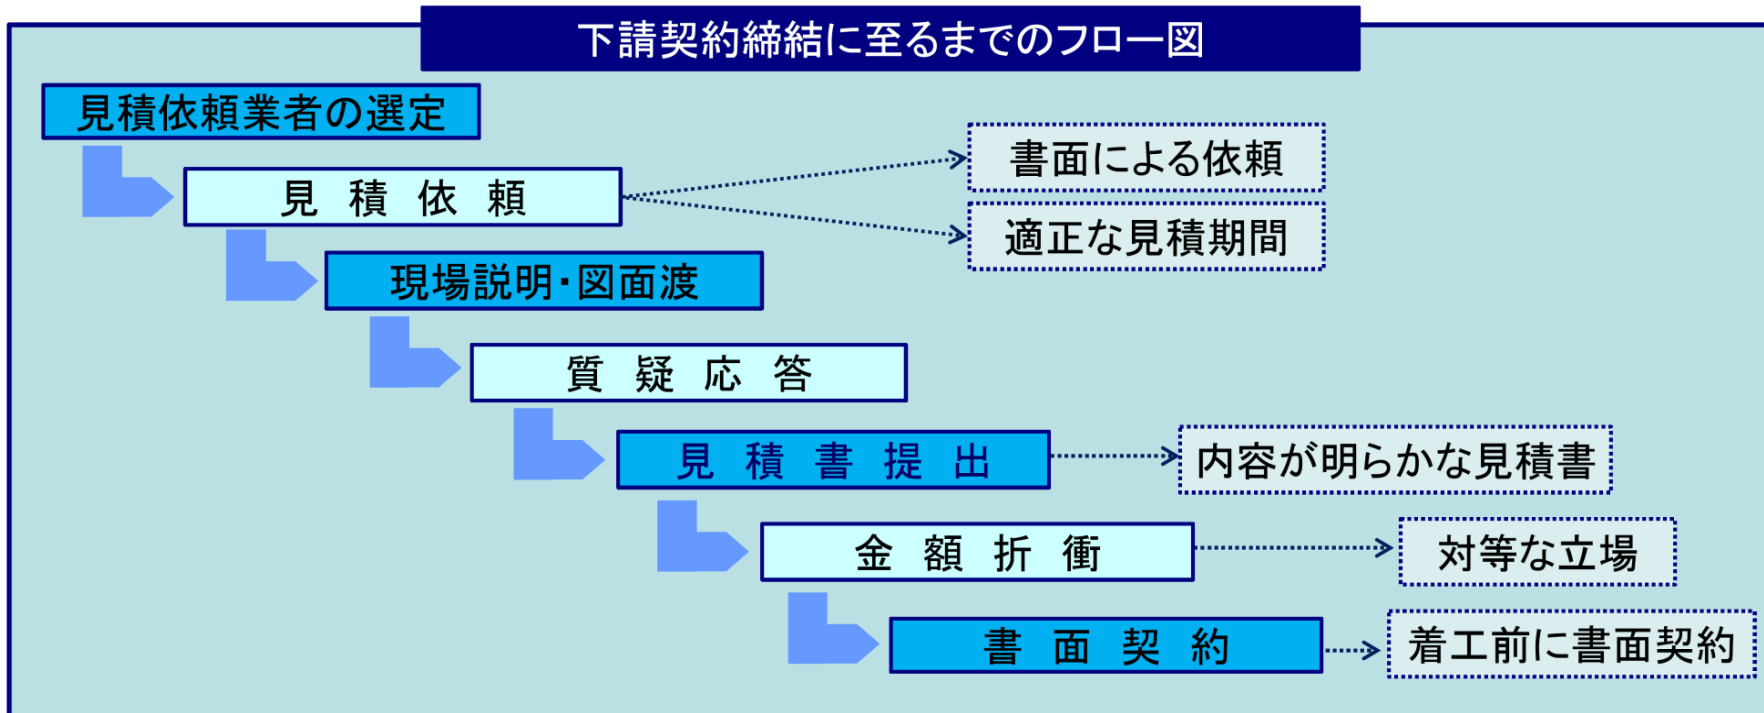 下請契約締結に至るまでのフロー図
見積依頼業者の選定
見積依頼
書面による依頼
適正な見積期間
現場説明・図面渡
質疑応答
見積書提出
内容が明らかな見積書
金額折衝
対等な立場
書面契約
着工前に書面契約